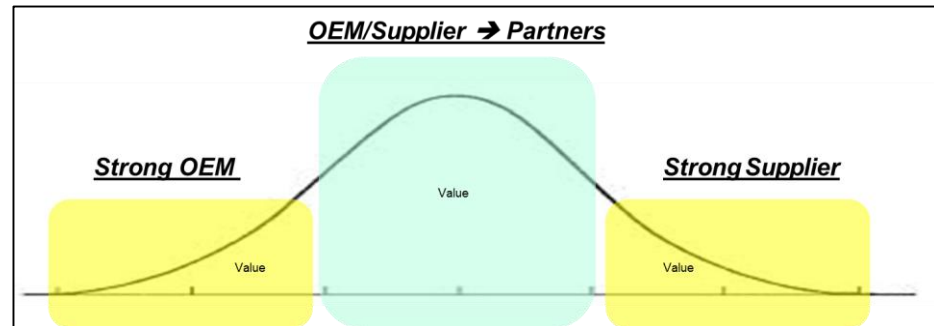 OEM/Supplier ➔ Partners
Strong OEM
Strong Supplier
Value
Value
Value